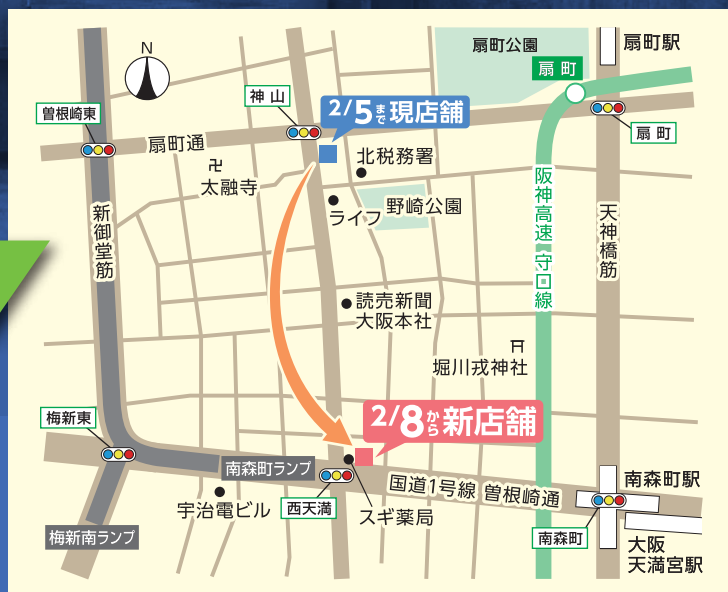 N
扇町公園
扇町駅
扇 町
神 山
2/5まで現店舗
曽根崎東
扇 町
扇町通
北税務署
卍
太融寺
阪神高速 守口線
新御堂筋
ライフ
野崎公園
天神橋筋
読売新聞
大阪本社
堀川戎神社
2/8から新店舗
梅新東
南森町ランプ
国道1号線 曽根崎通
南森町駅
宇治電ビル
西天満
スギ薬局
南森町
梅新南ランプ
大阪
天満宮駅